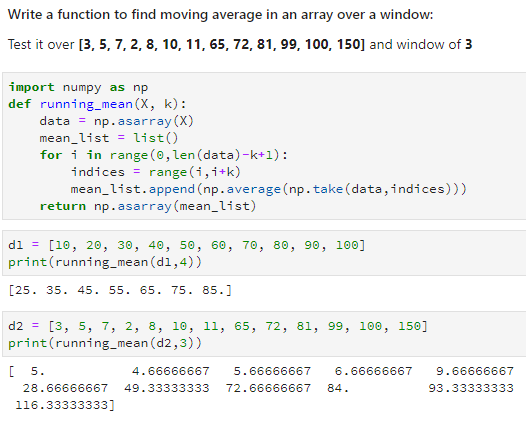 Write a function to find moving average in an array over a window:
Test it over [3, 5, 7, 2, 8, 10, 11, 65, 72, 81, 99, 100, 150] and window of 3
import numpy as np
def running_mean(X, k):
    data = np.asarray(X)
    mean_list = list()
    for i in range(0,len(data)-k+1):
        indices = range(i,i+k)
        mean_list.append(np.average(np.take(data,indices)))
    return np.asarray(mean_list)
d1 = [10, 20, 30, 40, 50, 60, 70, 80, 90, 100]
print(running_mean(d1,4))
[25. 35. 45. 55. 65. 75. 85.]
d2 = [3, 5, 7, 2, 8, 10, 11, 65, 72, 81, 99, 100, 150]
print(running_mean(d2,3))
[  5.           4.66666667   5.66666667   6.66666667   9.66666667
  28.66666667  49.33333333  72.66666667  84.          93.33333333
 116.33333333]